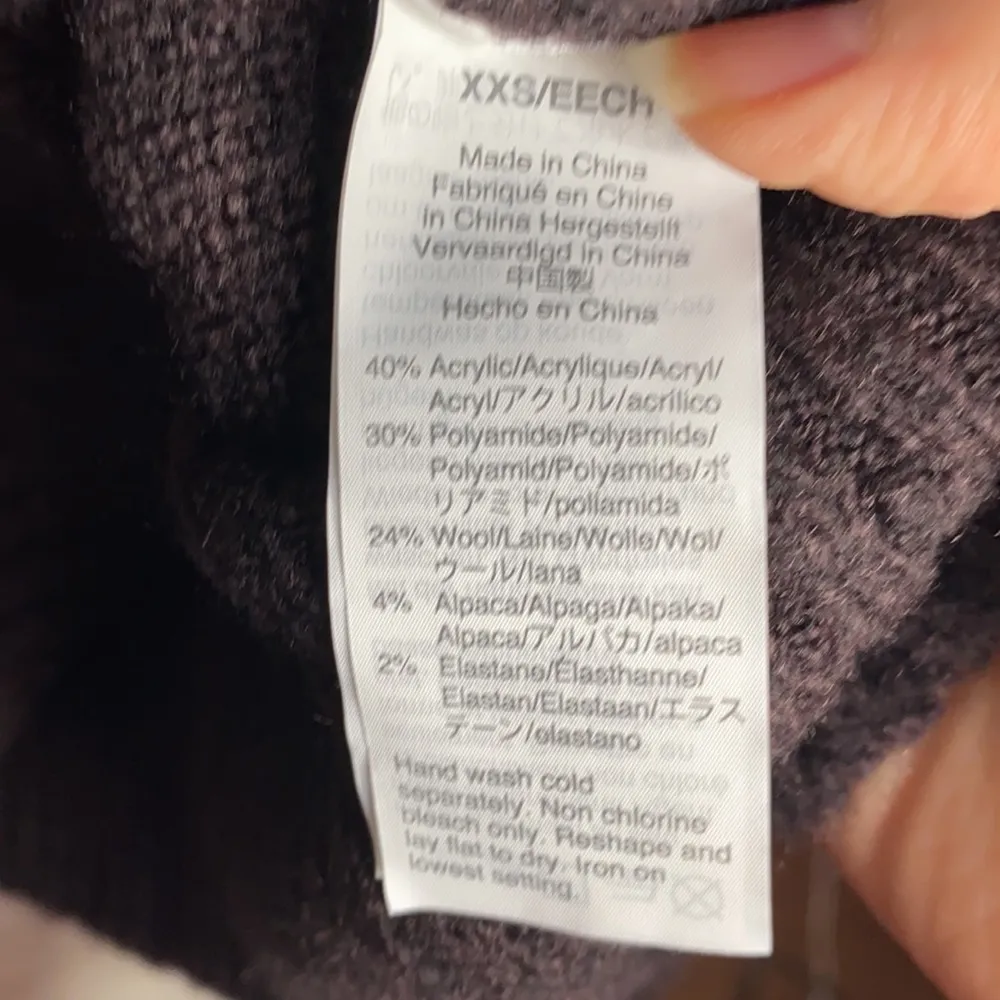 XXS/EECh
Made in China
Fabriqué en Chine
in China Hergestellt
Vervaardigd in China
中国製
Hecho en China
40% Acrylic/Acrylique/Acryl/
Acryl/アクリル/acrílico
30% Polyamide/Polyamide/
Polyamid/Polyamide/ポ
リアミド/poliamida
24% Wool/Laine/Wolle/Wol/
ウール/lana
4% Alpaca/Alpaga/Alpaka/
Alpaca/アルパカ/alpaca
2% Elastane/Élasthanne/
Elastan/Elastaan/エラス
テーン/elastano
Hand wash cold
separately. Non chlorine
bleach only. Reshape and
lay flat to dry. Iron on
lowest setting.